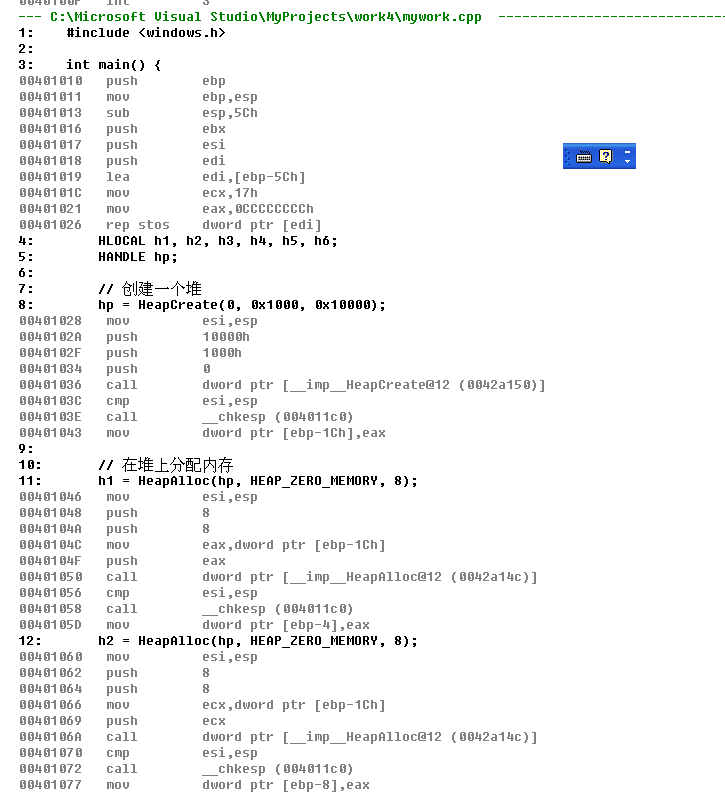 --- C:\Microsoft Visual Studio\MyProjects\work4\mywork.cpp ----------------------------
1: #include <windows.h>
2:
3: int main() {
00401010 push ebp
00401011 mov ebp,esp
00401013 sub esp,5Ch
00401016 push ebx
00401017 push esi
00401018 push edi
00401019 lea edi,[ebp-5Ch]
0040101C mov ecx,17h
00401021 mov eax,0CCCCCCCCh
00401026 rep stos dword ptr [edi]
4: HLOCAL h1, h2, h3, h4, h5, h6;
5: HANDLE hp;
6:
7: // 创建一个堆
8: hp = HeapCreate(0, 0x1000, 0x10000);
00401028 mov esi,esp
0040102A push 10000h
0040102F push 1000h
00401034 push 0
00401036 call dword ptr [__imp__HeapCreate@12 (0042a150)]
0040103C cmp esi,esp
0040103E call __chkesp (004011c0)
00401043 mov dword ptr [ebp-1Ch],eax
9:
10: // 在堆上分配内存
11: h1 = HeapAlloc(hp, HEAP_ZERO_MEMORY, 8);
00401046 mov esi,esp
00401048 push 8
0040104A push 8
0040104C mov eax,dword ptr [ebp-1Ch]
0040104F push eax
00401050 call dword ptr [__imp__HeapAlloc@12 (0042a14c)]
00401056 cmp esi,esp
00401058 call __chkesp (004011c0)
0040105D mov dword ptr [ebp-4],eax
12: h2 = HeapAlloc(hp, HEAP_ZERO_MEMORY, 8);
00401060 mov esi,esp
00401062 push 8
00401064 push 8
00401066 mov ecx,dword ptr [ebp-1Ch]
00401069 push ecx
0040106A call dword ptr [__imp__HeapAlloc@12 (0042a14c)]
00401070 cmp esi,esp
00401072 call __chkesp (004011c0)
00401077 mov dword ptr [ebp-8],eax